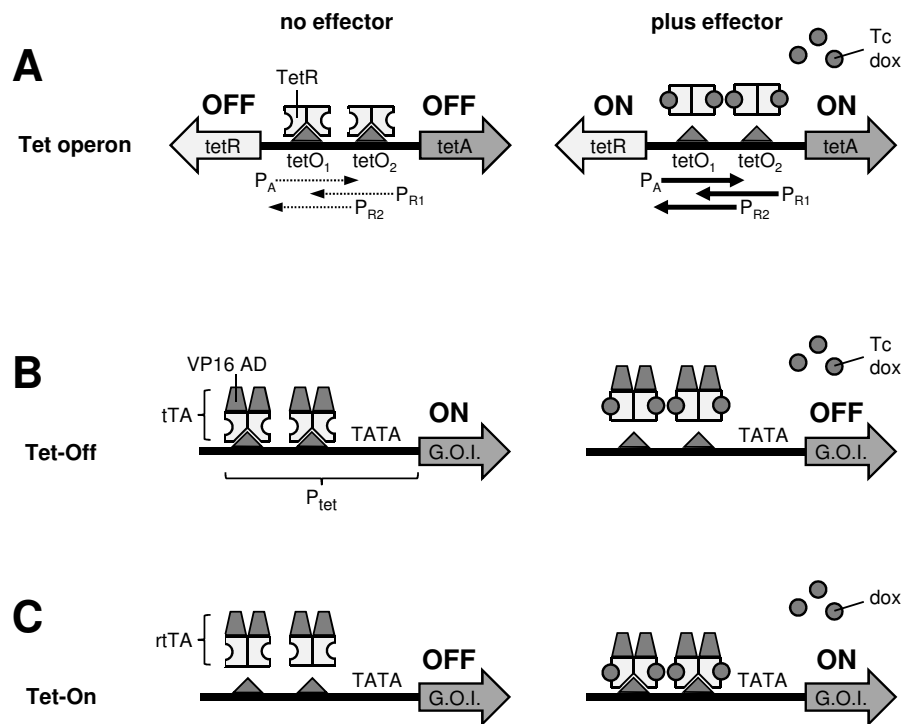 no effector
plus effector
A
Tet operon
TetR
OFF
OFF
tetR
tetO1
tetO2
tetA
PA
PR1
PR2
Tc
dox
ON
ON
tetR
tetO1
tetO2
tetA
PA
PR1
PR2
B
Tet-Off
VP16 AD
tTA
TATA
ON
G.O.I.
Ptet
Tc
dox
TATA
OFF
G.O.I.
C
Tet-On
rtTA
TATA
OFF
G.O.I.
dox
TATA
ON
G.O.I.